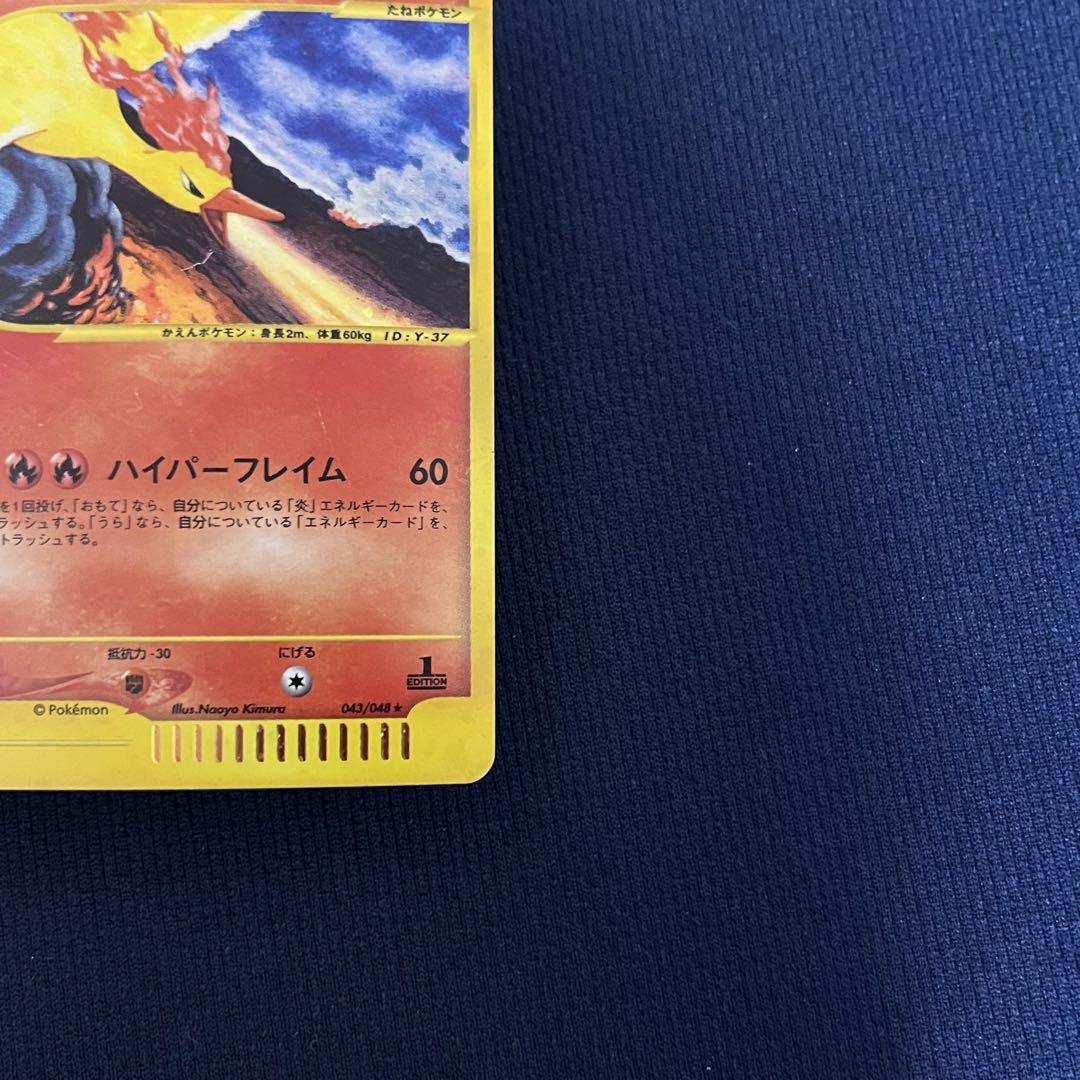 たねポケモン
かえんポケモン：身長2m、体重60kg ID：Y-37
ハイパーフレイム 60
を1回投げ、「おもて」なら、自分についている「炎」エネルギーカードを、
ラッシュする。「うら」なら、自分についている「エネルギーカード」を、
トラッシュする。
抵抗力 -30 にげる
1
EDITION
©Pokémon Illus.Naoyo Kimura 043/048★